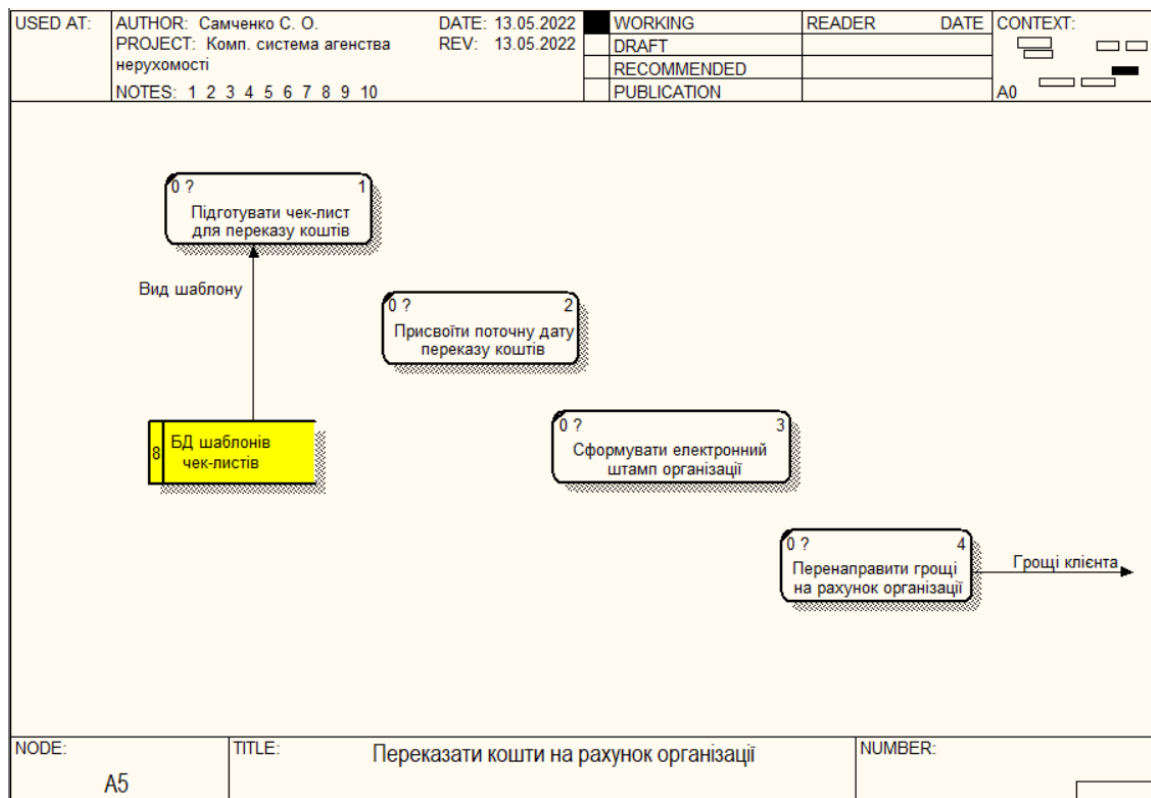 USED AT:
AUTHOR: Самченко С. О.
DATE: 13.05.2022
PROJECT: Комп. система агенства
REV: 13.05.2022
нерухомості
NOTES: 1 2 3 4 5 6 7 8 9 10
WORKING
DRAFT
RECOMMENDED
PUBLICATION
READER DATE
CONTEXT:
A0
0 ? 1
Підготувати чек-лист
для переказу коштів
Вид шаблону
0 ? 2
Присвоїти поточну дату
переказу коштів
8
БД шаблонів
чек-листів
0 ? 3
Сформувати електронний
штамп організації
0 ? 4
Перенаправити грощі
на рахунок організації
Грощі клієнта
NODE:
A5
TITLE:
Переказати кошти на рахунок організації
NUMBER: